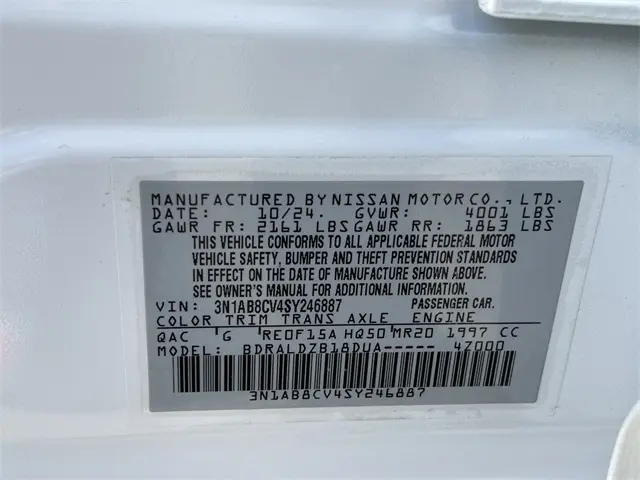 MANUFACTURED BY NISSAN MOTOR CO., LTD.
DATE: 10/24. GVWR: 4001 LBS
GAWR FR: 2161 LBS GAWR RR: 1863 LBS
THIS VEHICLE CONFORMS TO ALL APPLICABLE FEDERAL MOTOR
VEHICLE SAFETY, BUMPER AND THEFT PREVENTION STANDARDS
IN EFFECT ON THE DATE OF MANUFACTURE SHOWN ABOVE.
SEE OWNER'S MANUAL FOR ADDITIONAL INFORMATION.
VIN: 3N1AB8CV4SY246887 PASSENGER CAR.
COLOR TRIM TRANS AXLE ENGINE
QAC G RE0F15A HQ50 MR20 1997 CC
MODEL: BDRALDZB18DUA- 4Z000
3N1AB8CV4SY246887